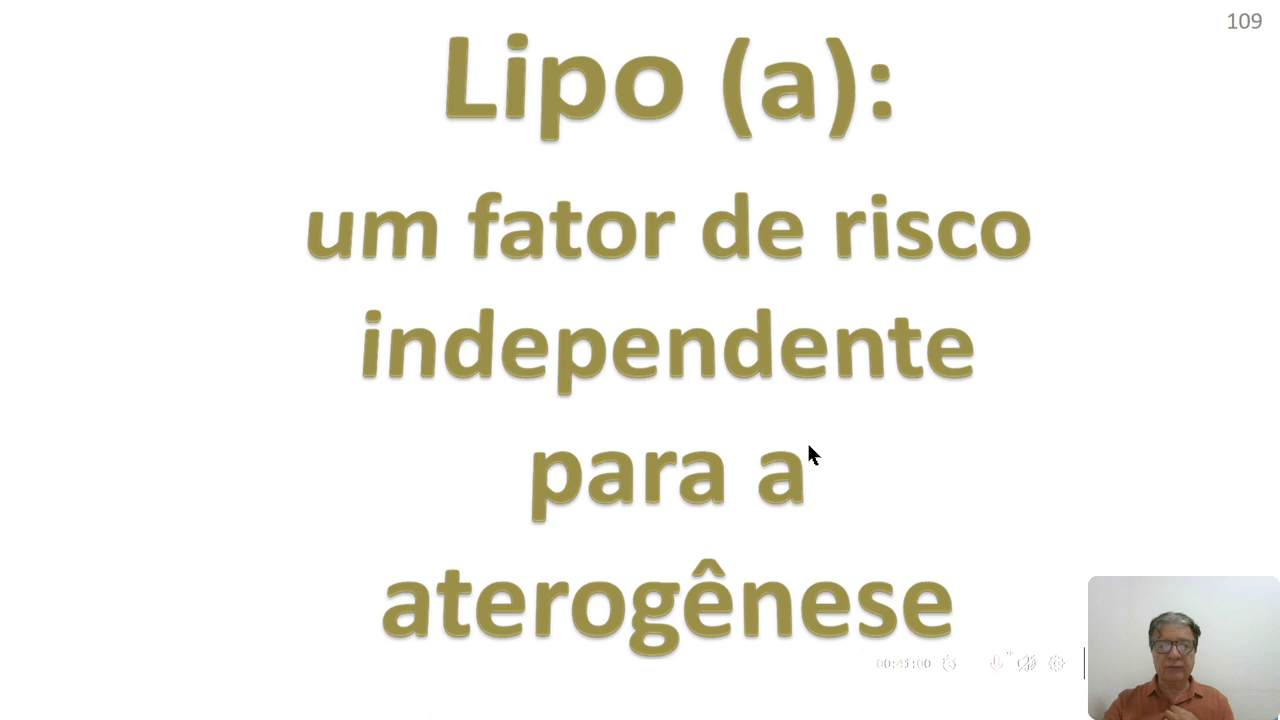 109
Lipo (a):
um fator de risco
independente
para a
aterogênese